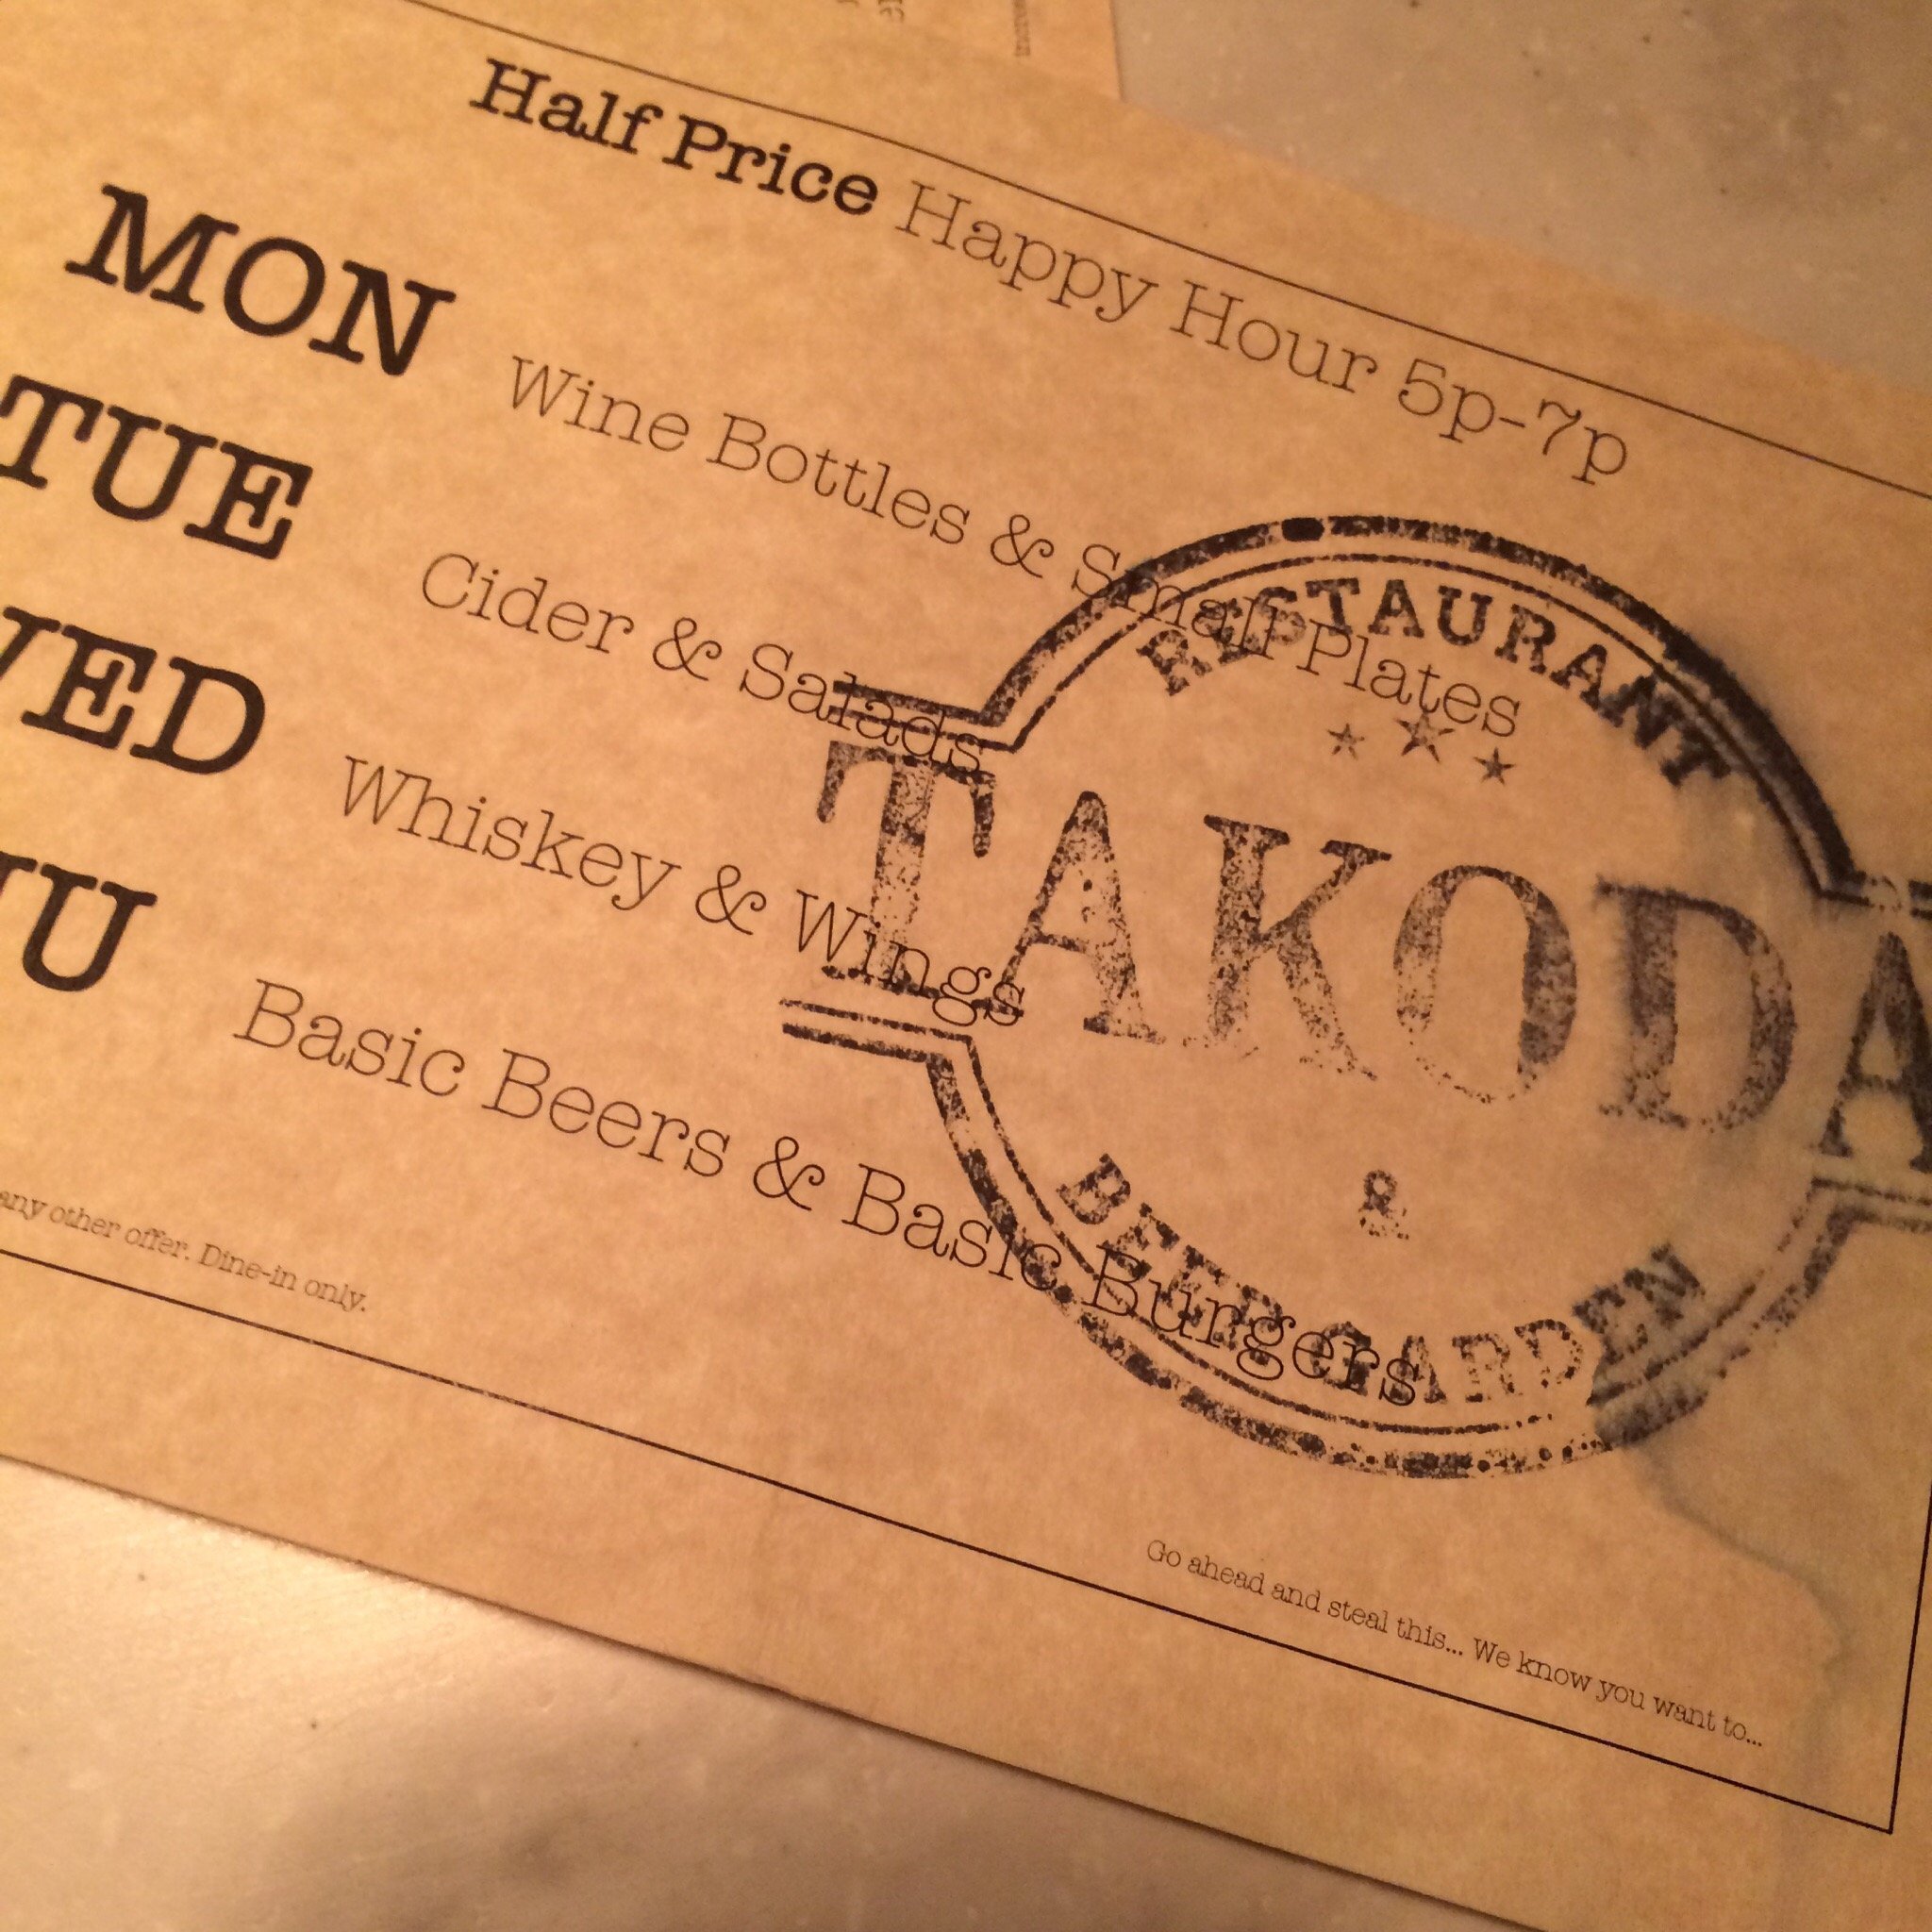 Half Price Happy Hour 5p-7p
MON Wine Bottles & Small Plates
TUE Cider & Salads
WED Whiskey & Wings
Basic Beers & Basic Burgers
any other offer. Dine-in only.
RESTAURANT
TAKODA
&
BEER GARDEN
Go ahead and steal this... We know you want to...